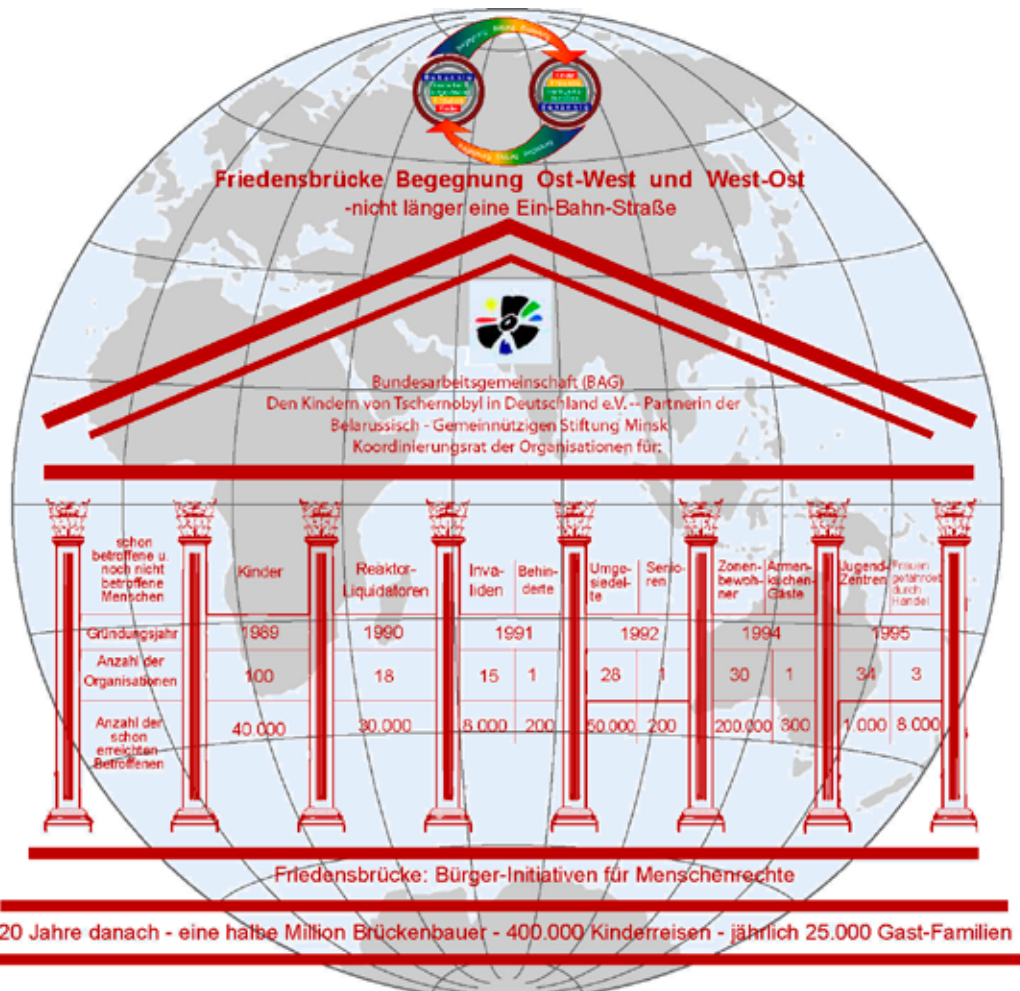 Friedensbrücke Begegnung Ost-West und West-Ost
-nicht länger eine Ein-Bahn-Straße
Bundesarbeitsgemeinschaft (BAG)
Den Kindern von Tschernobyl in Deutschland e.V. -- Partnerin der
Belarussisch - Gemeinnützigen Stiftung Minsk
Koordinierungsrat der Organisationen für:
schon
betroffene u.
noch nicht
betroffene
Menschen
Kinder
Reaktor-
Liquidatoren
Inva-
liden
Behin-
derte
Umge-
siedel-
te
Senio-
ren
Zonen-
bewoh-
ner
Armen-
küchen-
Gäste
Jugend-
Zentren
Frauen
gefährdet
durch
Handel
Gründungsjahr 1989 1990 1991 1992 1994 1995
Anzahl der
Organisationen 100 18 15 1 28 1 30 1 34 3
Anzahl der
schon
erreichten
Betroffenen
40.000 30.000 8.000 200 50.000 200 200.000 300 1.000 8.000
Friedensbrücke: Bürger-Initiativen für Menschenrechte
20 Jahre danach - eine halbe Million Brückenbauer - 400.000 Kinderreisen - jährlich 25.000 Gast-Familien